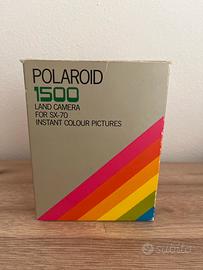 POLAROID
1500
LAND CAMERA
FOR SX-70
INSTANT COLOUR PICTURES
subito